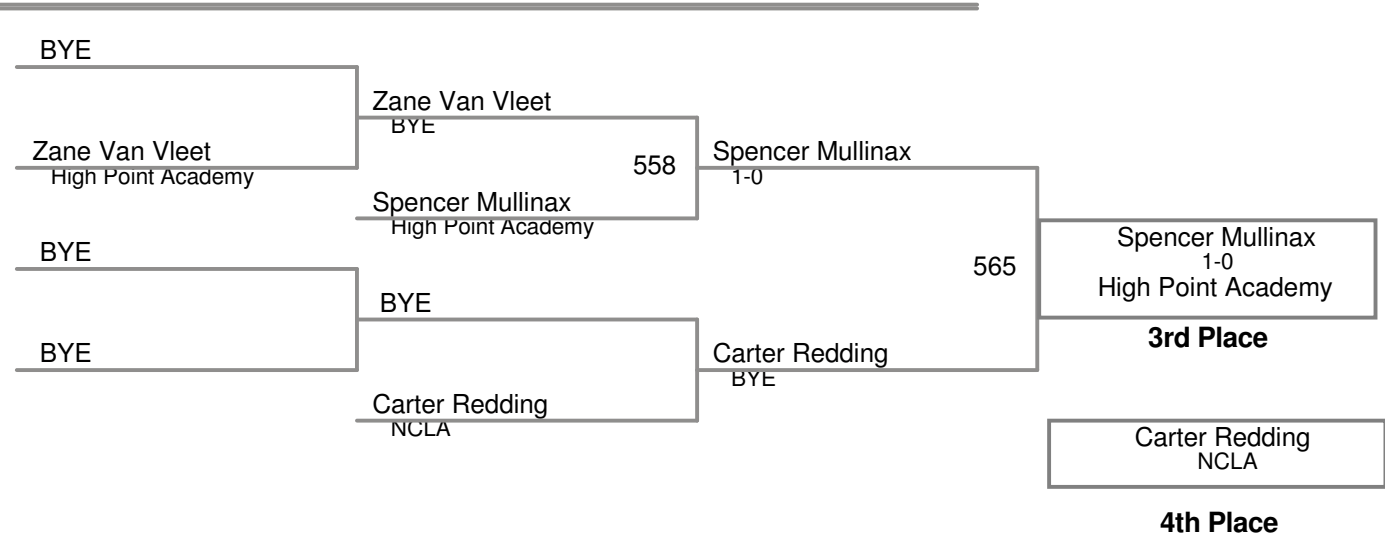 BYE
Zane Van Vleet
BYE
Zane Van Vleet
High Point Academy
558
Spencer Mullinax
1-0
Spencer Mullinax
High Point Academy
BYE
565
Spencer Mullinax
1-0
High Point Academy
3rd Place
BYE
BYE
Carter Redding
BYE
Carter Redding
NCLA
Carter Redding
NCLA
4th Place